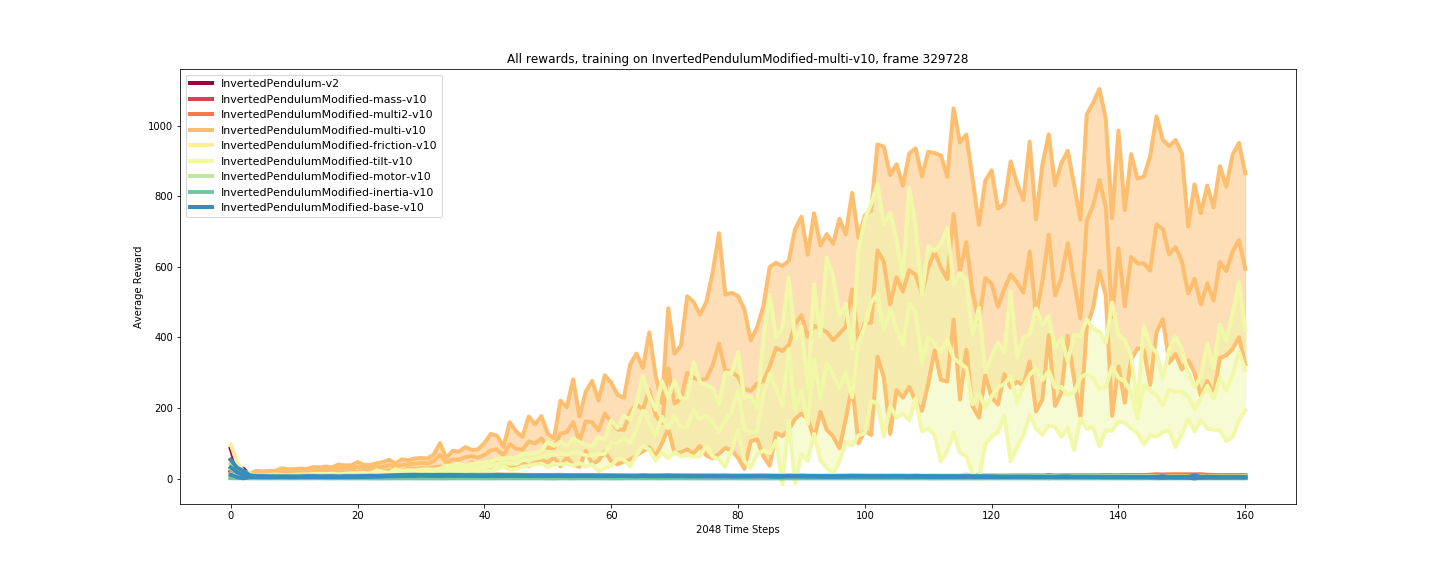 All rewards, training on InvertedPendulumModified-multi-v10, frame 329728
InvertedPendulum-v2
InvertedPendulumModified-mass-v10
InvertedPendulumModified-multi2-v10
InvertedPendulumModified-multi-v10
InvertedPendulumModified-friction-v10
InvertedPendulumModified-tilt-v10
InvertedPendulumModified-motor-v10
InvertedPendulumModified-inertia-v10
InvertedPendulumModified-base-v10
Average Reward
1000
800
600
400
200
0
0 20 40 60 80 100 120 140 160
2048 Time Steps